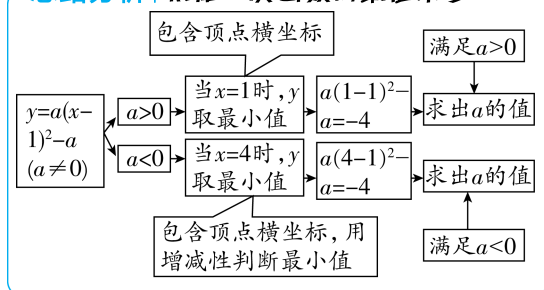 包含顶点横坐标
满足a>0
y=a(x-
1)²-a
(a≠0)
a>0
当x=1时,y
取最小值
a(1-1)²-
a=-4
求出a的值
a<0
当x=4时,y
取最小值
a(4-1)²-
a=-4
求出a的值
包含顶点横坐标,用
增减性判断最小值
满足a<0